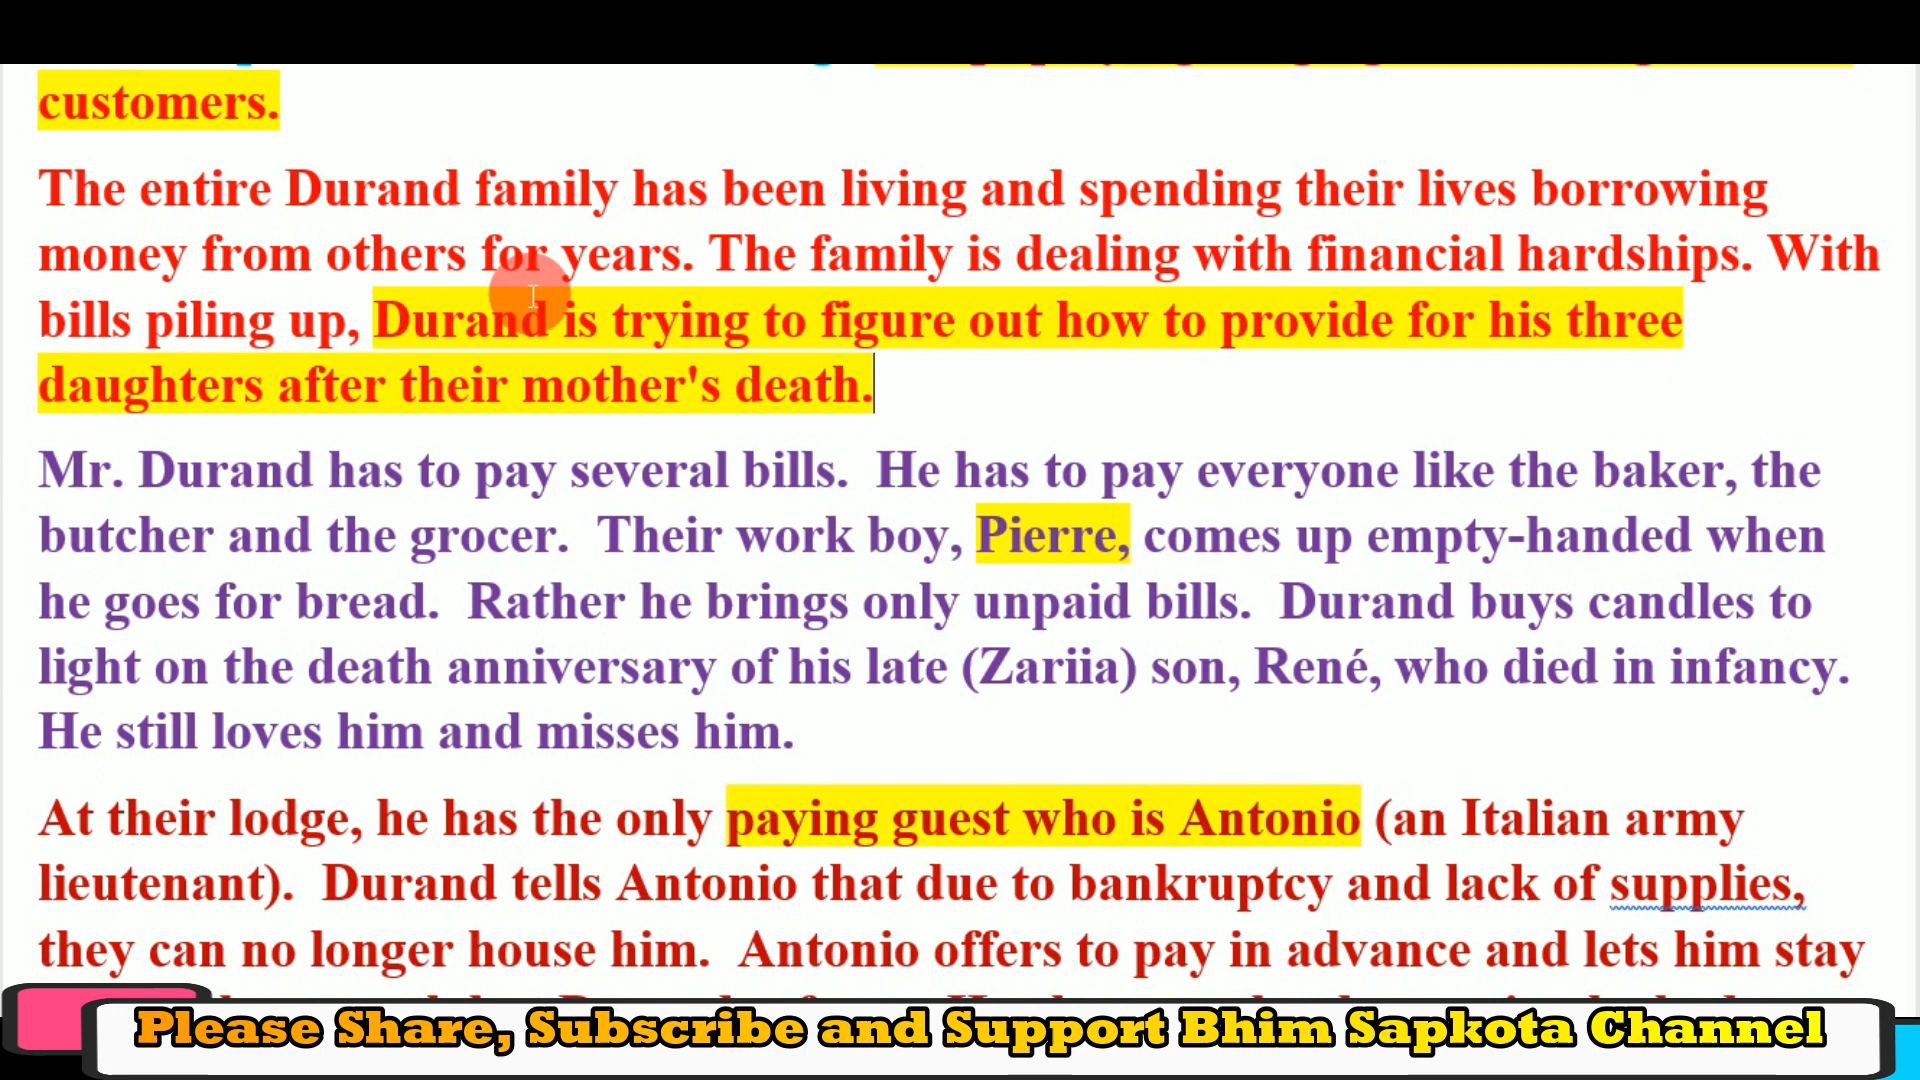 customers.
The entire Durand family has been living and spending their lives borrowing
money from others for years. The family is dealing with financial hardships. With
bills piling up, Durand is trying to figure out how to provide for his three
daughters after their mother's death.
Mr. Durand has to pay several bills.  He has to pay everyone like the baker, the
butcher and the grocer.  Their work boy, Pierre, comes up empty-handed when
he goes for bread.  Rather he brings only unpaid bills.  Durand buys candles to
light on the death anniversary of his late (Zariia) son, René, who died in infancy.
He still loves him and misses him.
At their lodge, he has the only paying guest who is Antonio (an Italian army
lieutenant).  Durand tells Antonio that due to bankruptcy and lack of supplies,
they can no longer house him.  Antonio offers to pay in advance and lets him stay
Please Share, Subscribe and Support Bhim Sapkota Channel